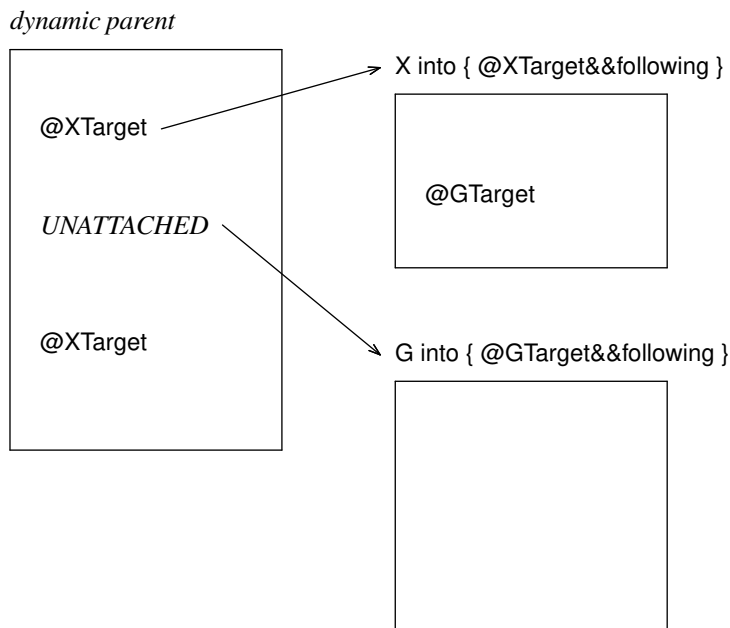 dynamic parent
X into { @XTarget&&following }
@XTarget
@GTarget
UNATTACHED
@XTarget
G into { @GTarget&&following }